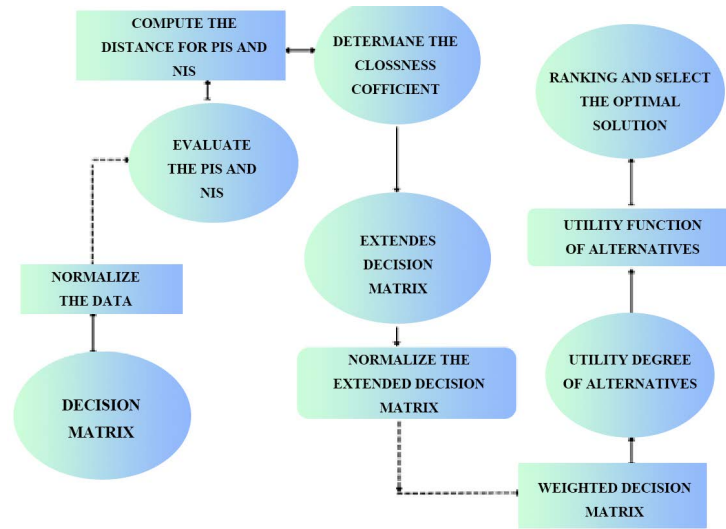 DECISION
MATRIX
NORMALIZE
THE DATA
EVALUATE
THE PIS AND
NIS
COMPUTE THE
DISTANCE FOR PIS AND
NIS
DETERMANE THE
CLOSSNESS
COFFICIENT
EXTENDES
DECISION
MATRIX
NORMALIZE THE
EXTENDED DECISION
MATRIX
WEIGHTED DECISION
MATRIX
UTILITY DEGREE
OF ALTERNATIVES
UTILITY FUNCTION
OF ALTERNATIVES
RANKING AND SELECT
THE OPTIMAL
SOLUTION